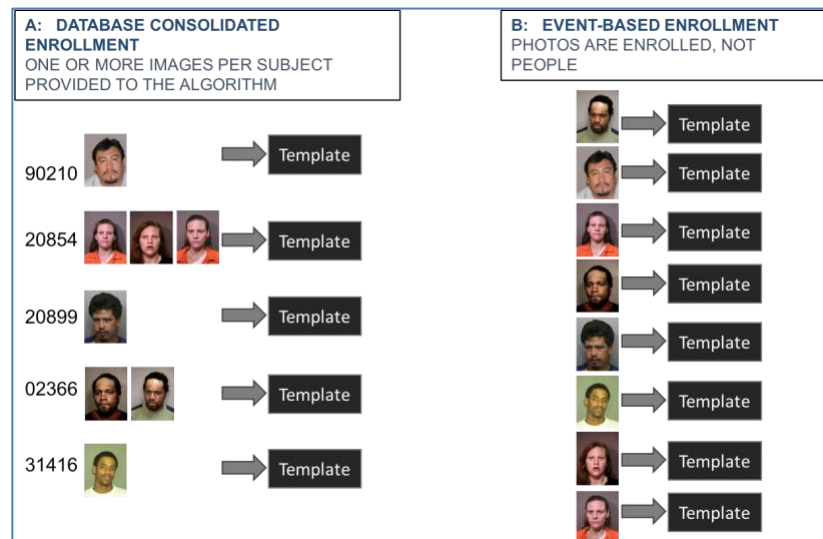 A: DATABASE CONSOLIDATED
ENROLLMENT
ONE OR MORE IMAGES PER SUBJECT
PROVIDED TO THE ALGORITHM
90210
Template
20854
Template
20899
Template
02366
Template
31416
Template
B: EVENT-BASED ENROLLMENT
PHOTOS ARE ENROLLED, NOT
PEOPLE
Template
Template
Template
Template
Template
Template
Template
Template